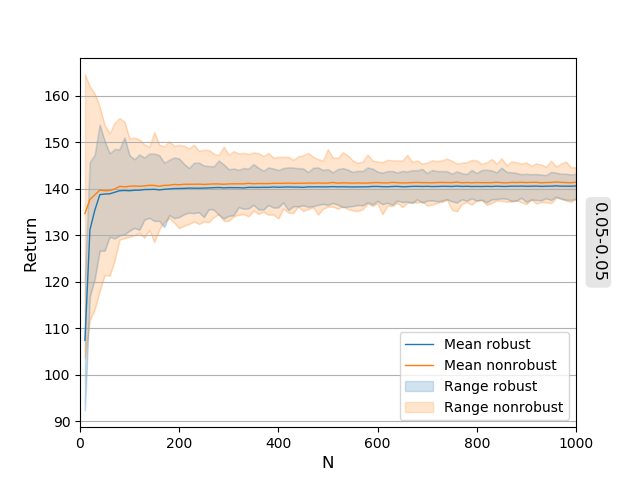 160
150
140
130
120
110
100
90
Return
0
200
400
600
800
1000
N
0.05-0.05
Mean robust
Mean nonrobust
Range robust
Range nonrobust